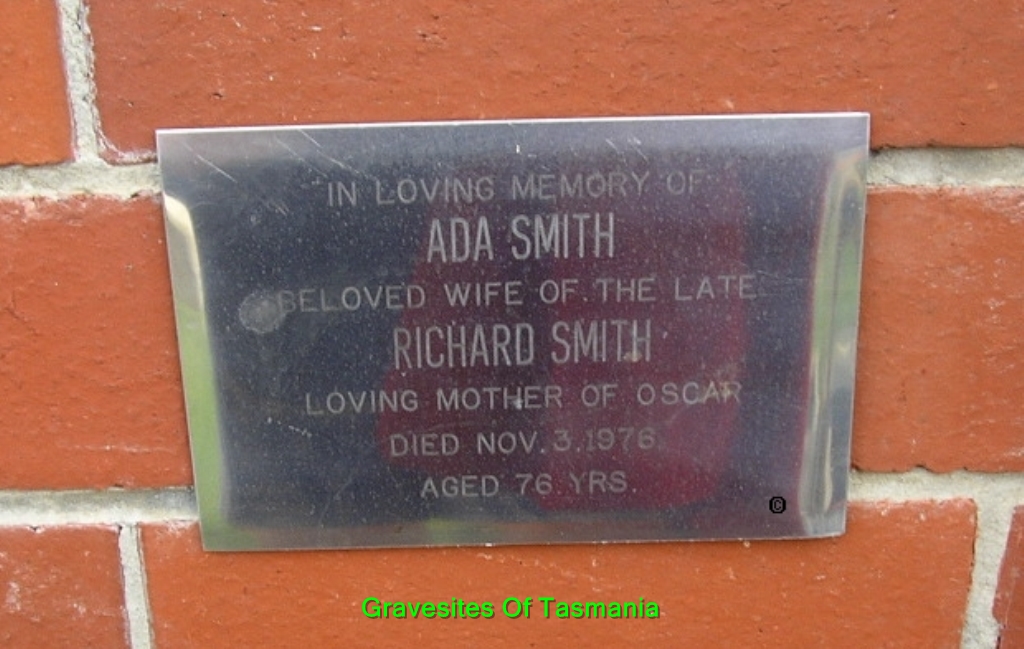 IN LOVING MEMORY OF
ADA SMITH
BELOVED WIFE OF THE LATE
RICHARD SMITH
LOVING MOTHER OF OSCAR
DIED NOV. 3. 1976
AGED 76 YRS.
©
Gravesites Of Tasmania